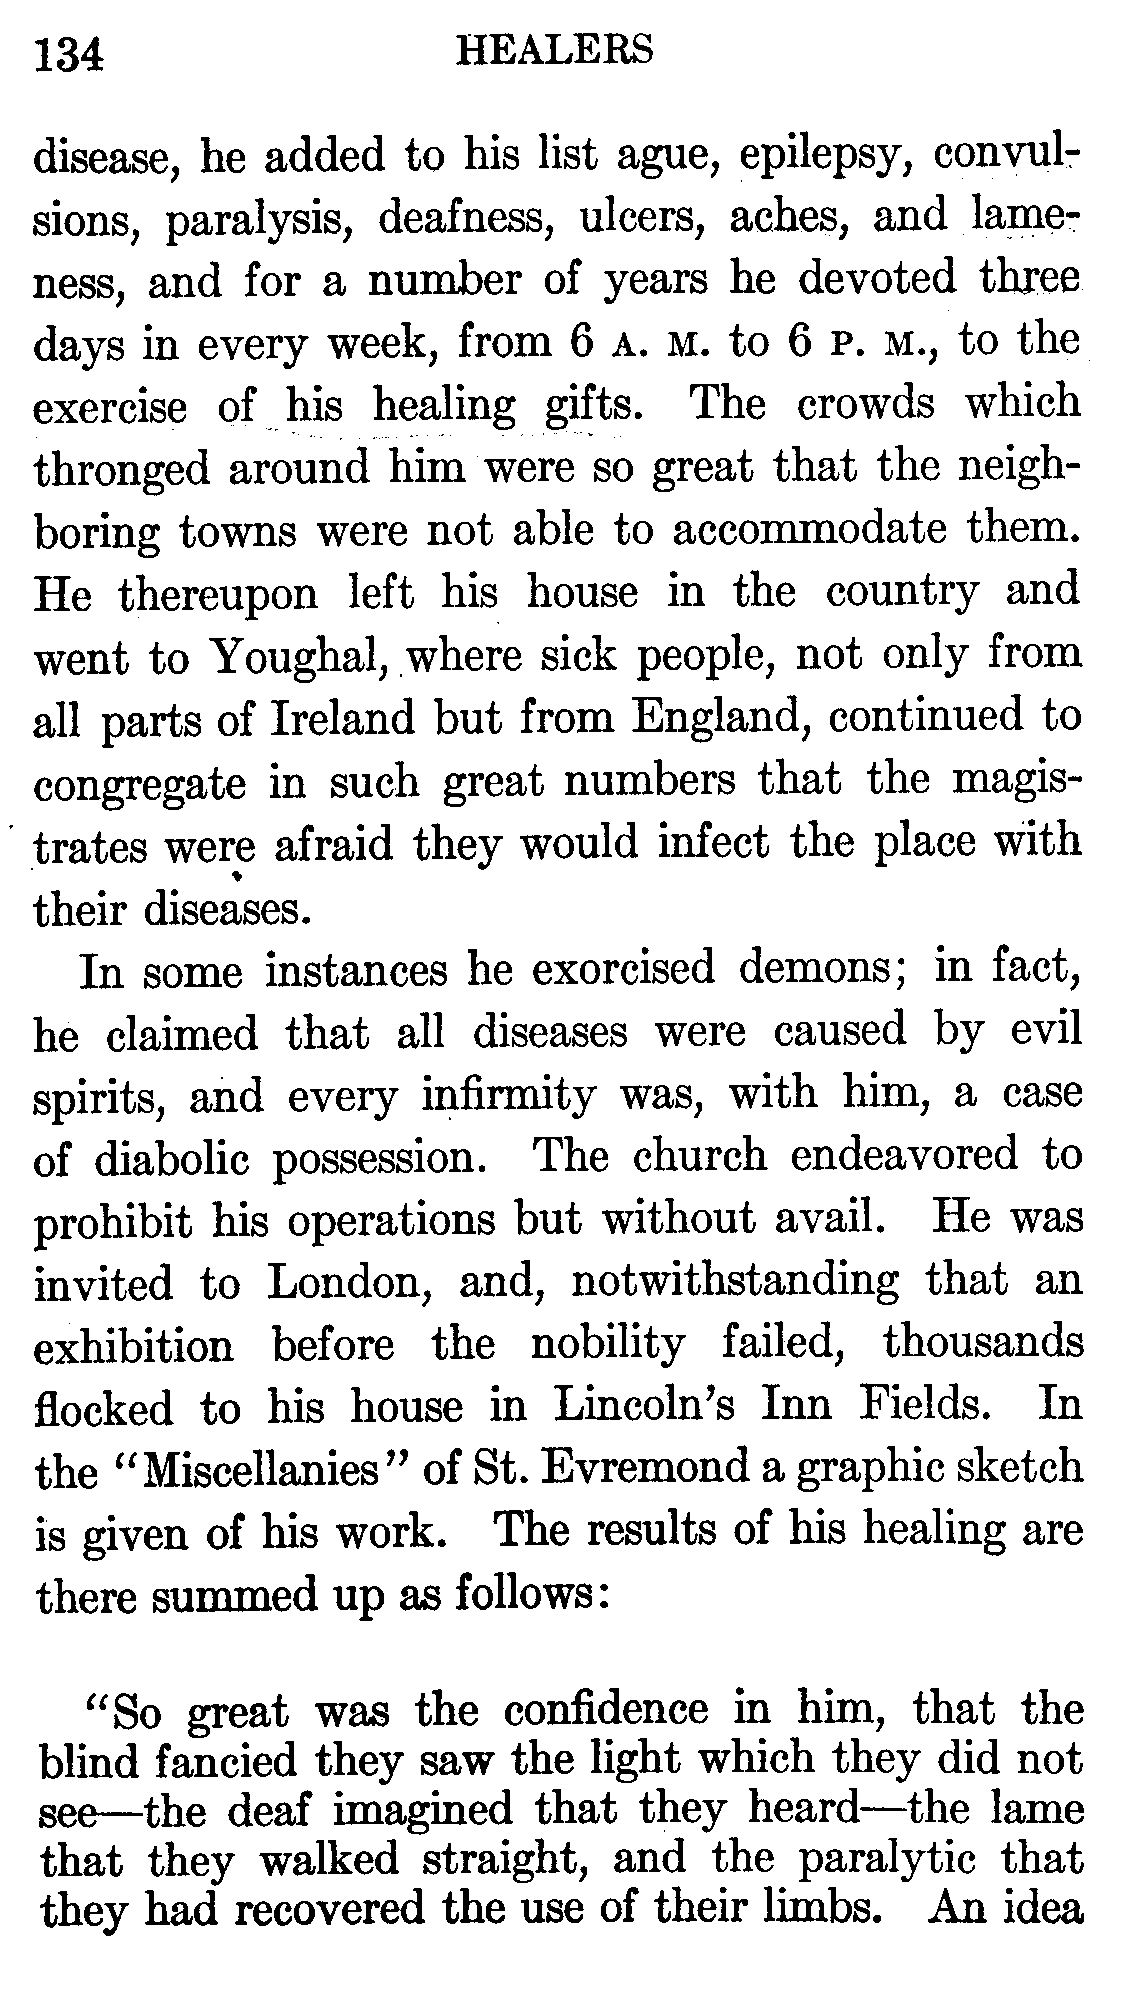 134 HEALERS
disease, he added to his list ague, epilepsy, convul-
sions, paralysis, deafness, ulcers, aches, and lame-
ness, and for a number of years he devoted three
days in every week, from 6 A. M. to 6 P. M., to the
exercise of his healing gifts. The crowds which
thronged around him were so great that the neigh-
boring towns were not able to accommodate them.
He thereupon left his house in the country and
went to Youghal, where sick people, not only from
all parts of Ireland but from England, continued to
congregate in such great numbers that the magis-
trates were afraid they would infect the place with
their diseases.
In some instances he exorcised demons; in fact,
he claimed that all diseases were caused by evil
spirits, and every infirmity was, with him, a case
of diabolic possession. The church endeavored to
prohibit his operations but without avail. He was
invited to London, and, notwithstanding that an
exhibition before the nobility failed, thousands
flocked to his house in Lincoln's Inn Fields. In
the "Miscellanies" of St. Evremond a graphic sketch
is given of his work. The results of his healing are
there summed up as follows:
"So great was the confidence in him, that the
blind fancied they saw the light which they did not
see—the deaf imagined that they heard—the lame
that they walked straight, and the paralytic that
they had recovered the use of their limbs. An idea